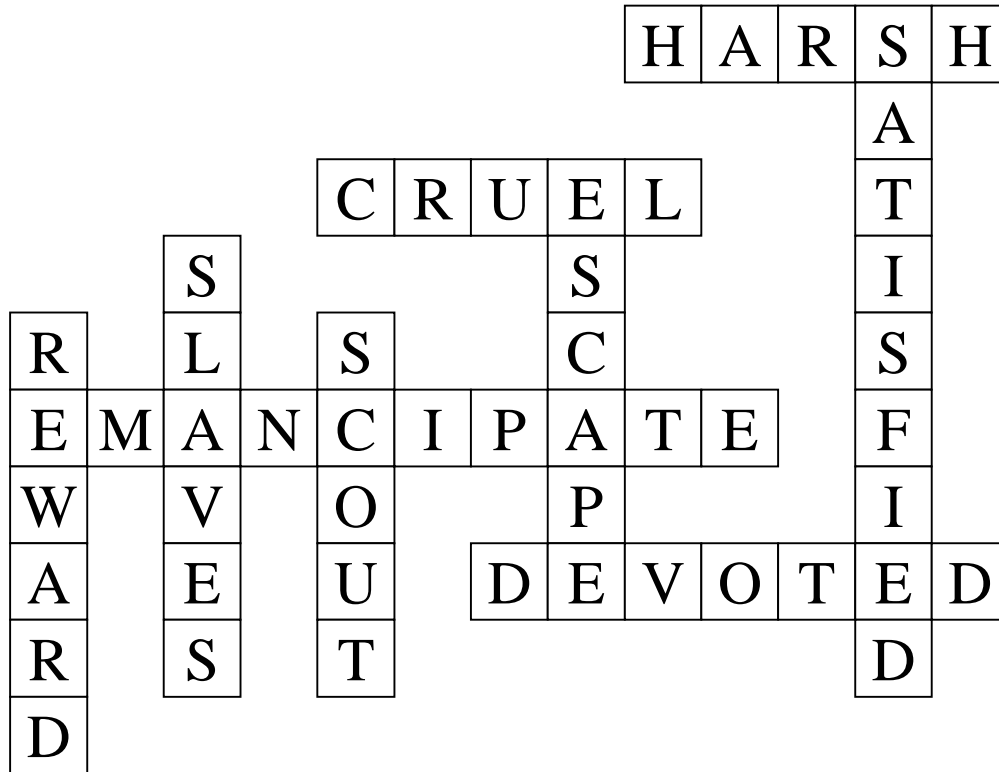 HARSH
A
CRUEL T
S S I
R L S C S
EMANCIPATE F
W V O P I
A E U DEVOTED
R S T D
D